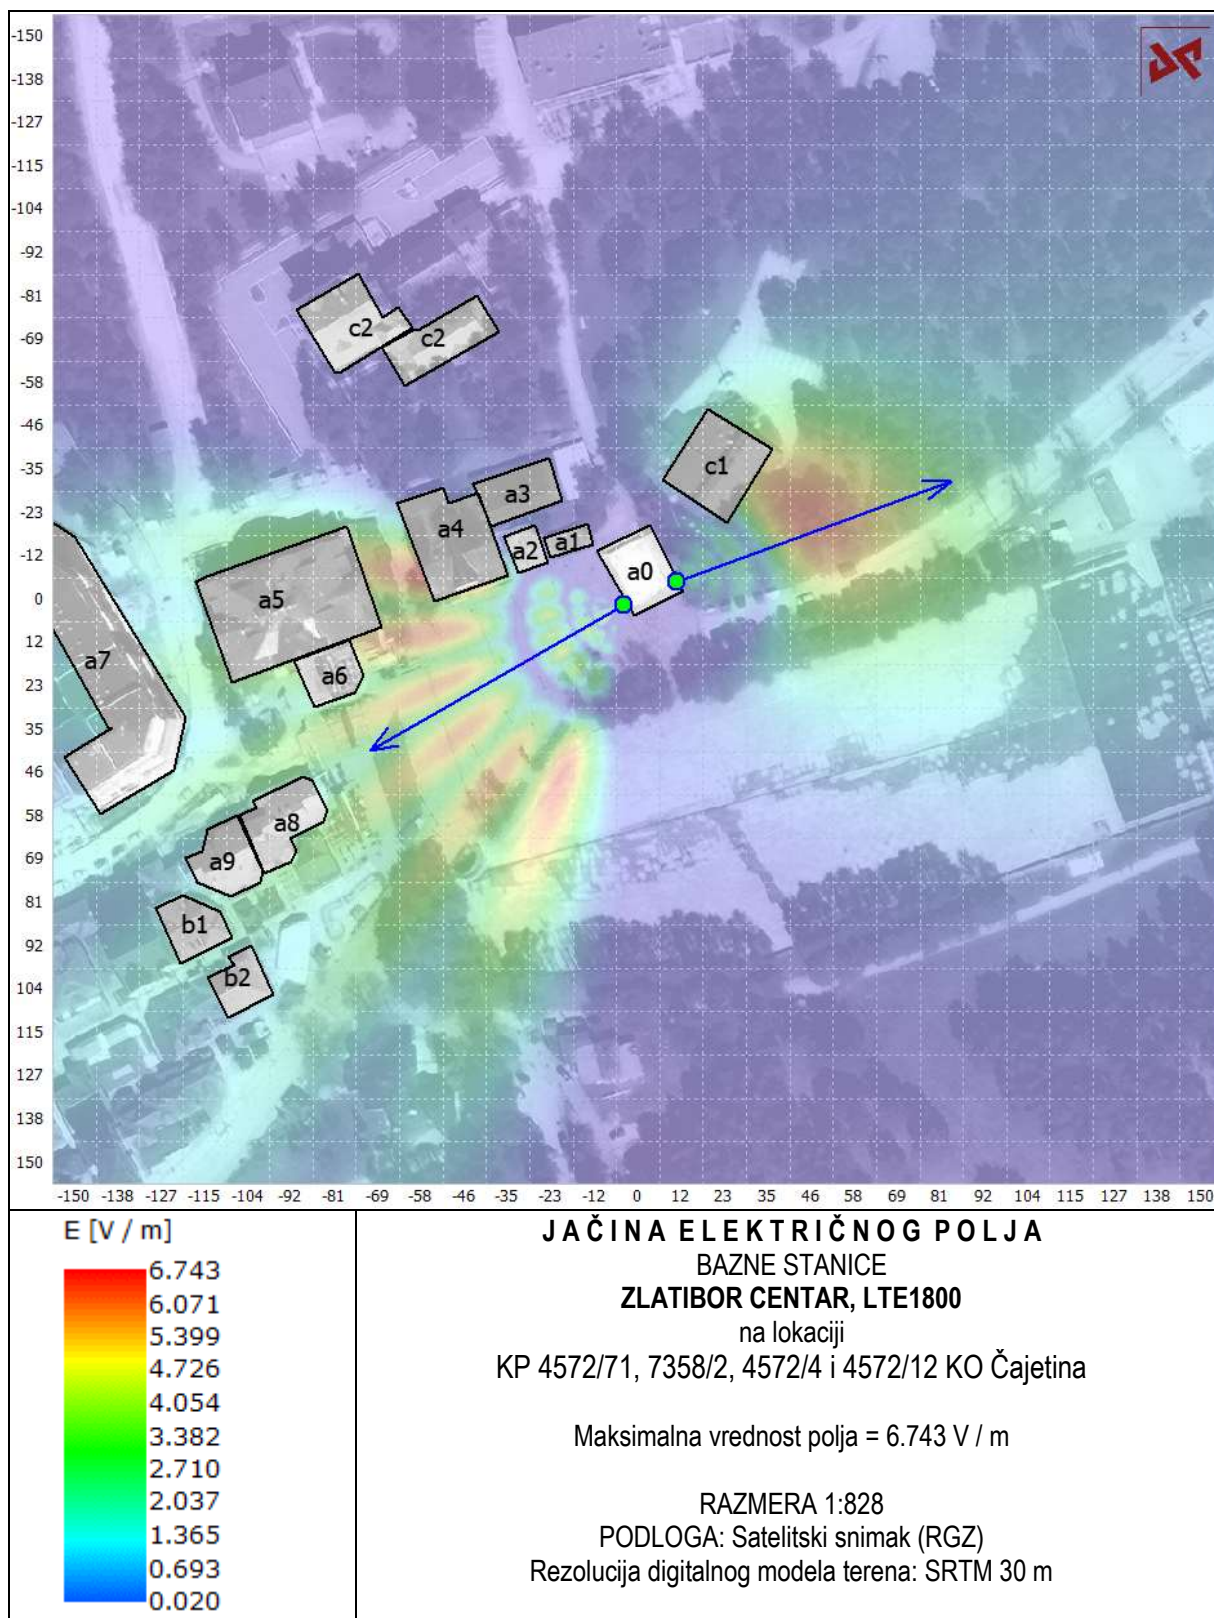 -150
-138
-127
-115
-104
-92
-81
-69
-58
-46
-35
-23
-12
0
12
23
35
46
58
69
81
92
104
115
127
138
150
c2
c2
c1
a3
a4
a2
a1
a0
a5
a6
a7
a8
a9
b1
b2
-150 -138 -127 -115 -104 -92 -81 -69 -58 -46 -35 -23 -12 0 12 23 35 46 58 69 81 92 104 115 127 138 150
E [V / m]
6.743
6.071
5.399
4.726
4.054
3.382
2.710
2.037
1.365
0.693
0.020
JAČINA ELEKTRIČNOG POLJA
BAZNE STANICE
ZLATIBOR CENTAR, LTE1800
na lokaciji
KP 4572/71, 7358/2, 4572/4 i 4572/12 KO Čajetina
Maksimalna vrednost polja = 6.743 V / m
RAZMERA 1:828
PODLOGA: Satelitski snimak (RGZ)
Rezolucija digitalnog modela terena: SRTM 30 m